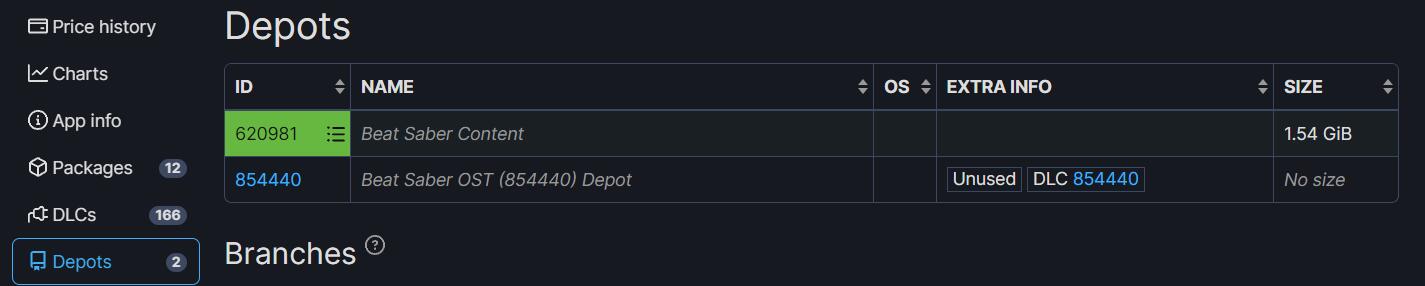 Price history
Charts
App info
Packages 12
DLCs 166
Depots 2
Depots
ID NAME OS EXTRA INFO SIZE
620981 Beat Saber Content 1.54 GiB
854440 Beat Saber OST (854440) Depot Unused DLC 854440 No size
Branches ?